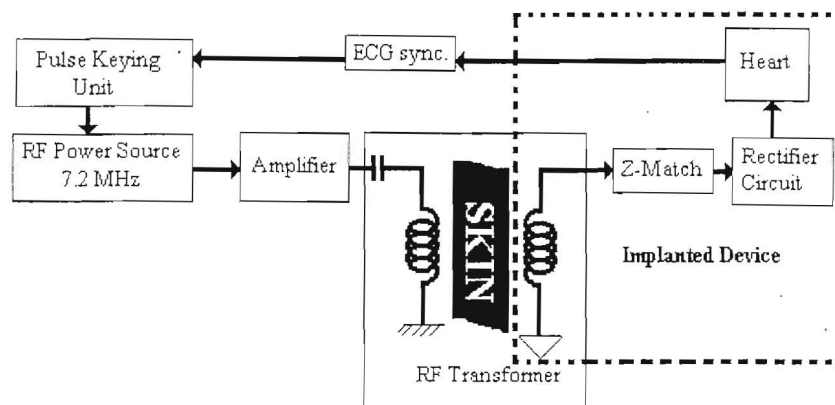 ECG sync.
Pulse Keying
Unit
Heart
RF Power Source
7.2 MHz
Amplifier
SKIN
Z-Match
Rectifier
Circuit
Implanted Device
RF Transformer